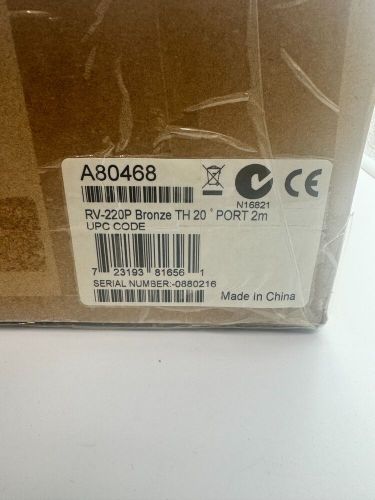 A80468
N16821
RV-220P Bronze TH 20 ° PORT 2m
UPC CODE
7 23193 81656 1
SERIAL NUMBER:-0880216
Made in China